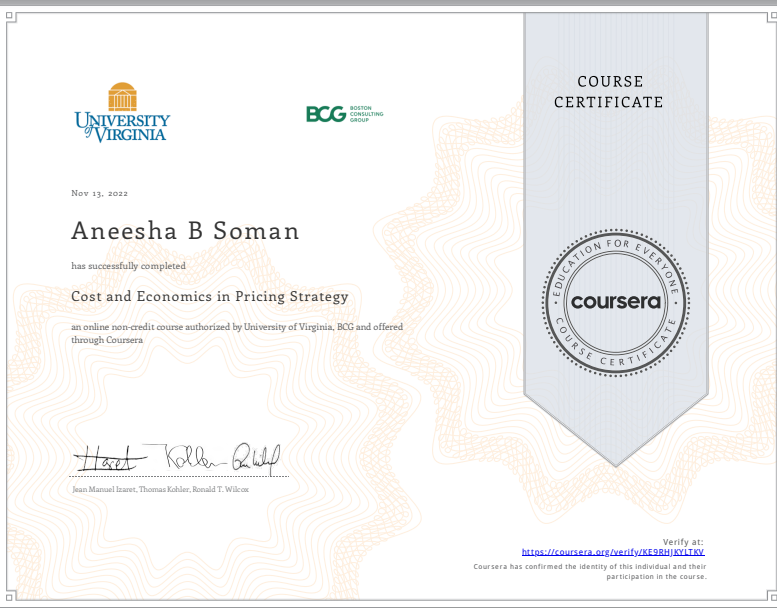 COURSE
CERTIFICATE
UNIVERSITY
of VIRGINIA
BCG
BOSTON
CONSULTING
GROUP
Nov 13, 2022
Aneesha B Soman
has successfully completed
Cost and Economics in Pricing Strategy
an online non-credit course authorized by University of Virginia, BCG and offered
through Coursera
EDUCATION FOR EVERYONE
coursera
COURSE CERTIFICATE
Jean Manuel Izaret, Thomas Kohler, Ronald T. Wilcox
Verify at:
https://coursera.org/verify/KE9RHJKYLTKV
Coursera has confirmed the identity of this individual and their
participation in the course.